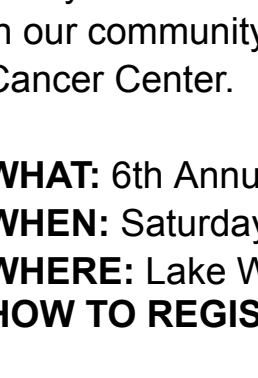 our community
Cancer Center.
WHAT: 6th Annu
WHEN: Saturday
WHERE: Lake W
HOW TO REGIS